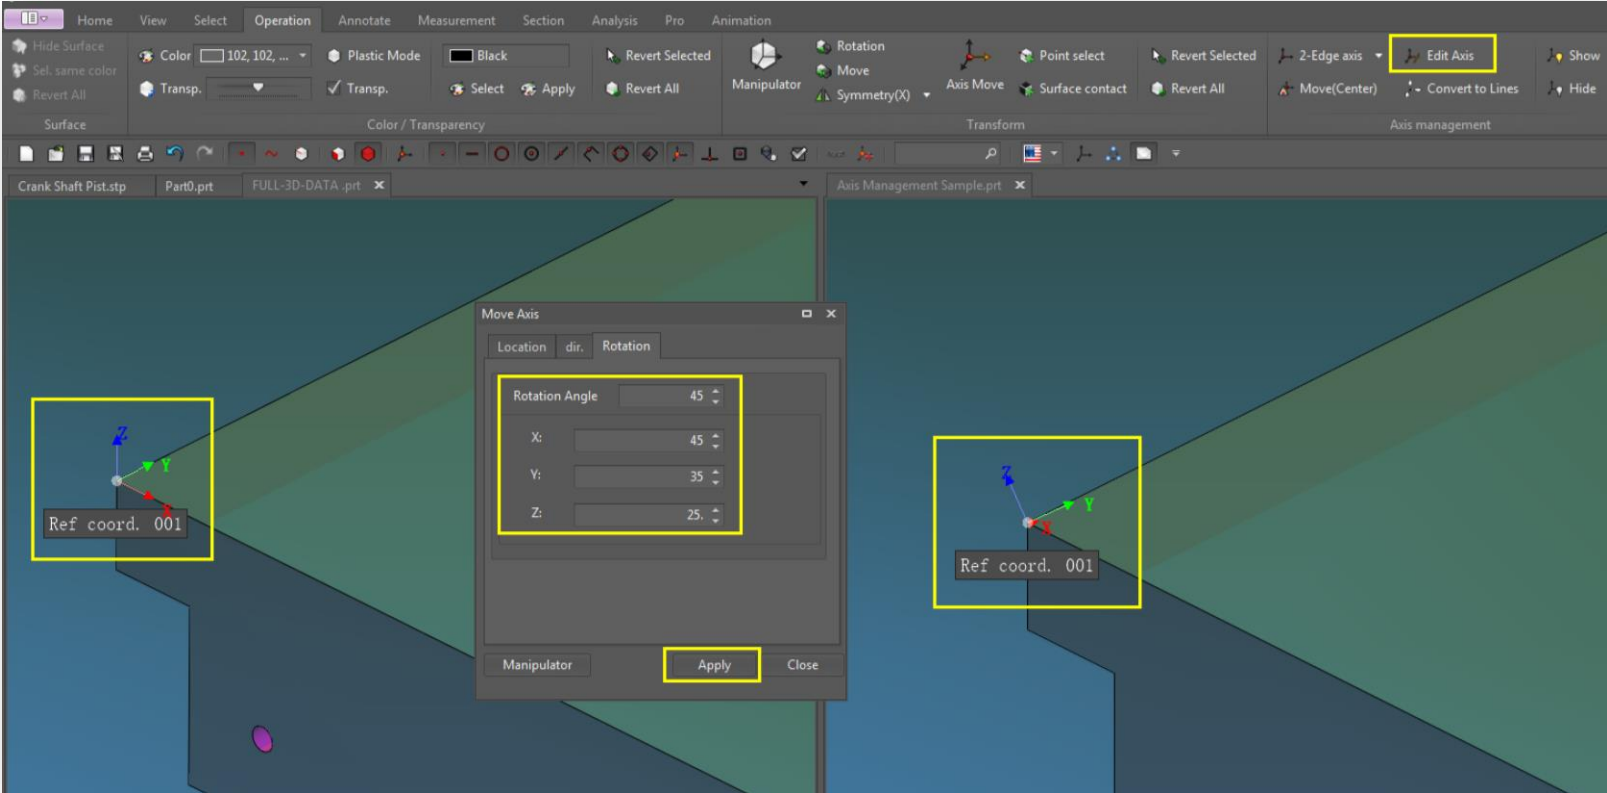 Home View Select Operation Annotate Measurement Section Analysis Pro Animation
Hide Surface Color 102, 102, ... Plastic Mode Black Revert Selected Rotation Point select Revert Selected 2-Edge axis Edit Axis Show
Sel. same color Move
Manipulator Axis Move
Revert All Transp. Transp. Select Apply Revert All Symmetry(X) Surface contact Revert All Move(Center) Convert to Lines Hide
Surface Color / Transparency Transform Axis management
Crank Shaft Pist.stp Part0.prt FULL-3D-DATA .prt Axis Management Sample.prt
Move Axis
Location dir. Rotation
Rotation Angle 45
X: 45
Y: 35
Z: 25.
Manipulator Apply Close
Z
Y
X
Ref coord. 001
Z
Y
X
Ref coord. 001